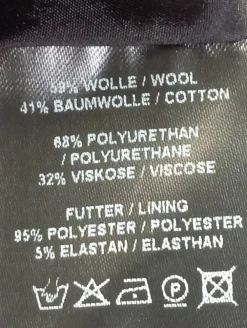 59% WOLLE / WOOL
41% BAUMWOLLE / COTTON
68% POLYURETHAN
/ POLYURETHANE
32% VISKOSE / VISCOSE
FUTTER / LINING
95% POLYESTER / POLYESTER
5% ELASTAN / ELASTHAN
P